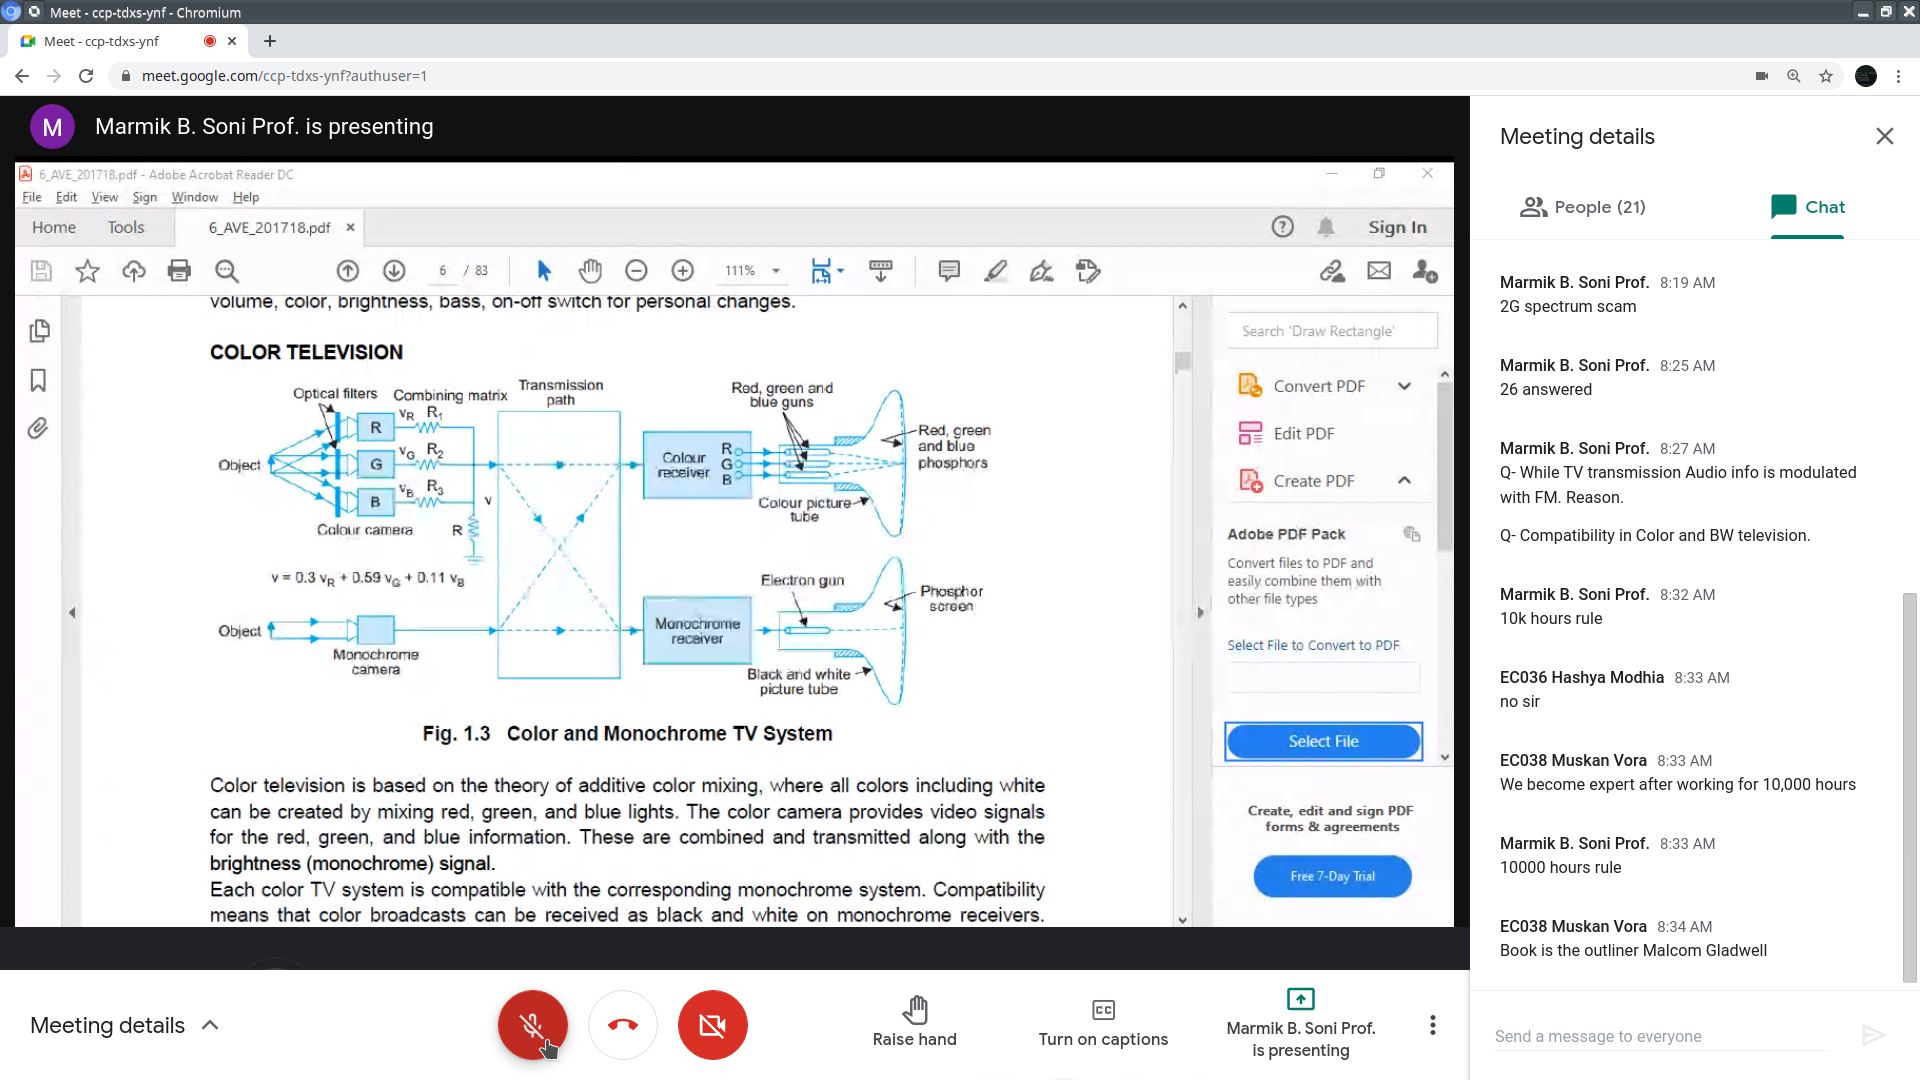 Meet - ccp-tdxs-ynf - Chromium
Meet - ccp-tdxs-ynf
meet.google.com/ccp-tdxs-ynf?authuser=1
M
Marmik B. Soni Prof. is presenting
6_AVE_201718.pdf - Adobe Acrobat Reader DC
File Edit View Sign Window Help
Home Tools 6_AVE_201718.pdf Sign In
6 / 83 111%
volume, color, brightness, bass, on-off switch for personal changes.
COLOR TELEVISION
Optical filters
Combining matrix
Transmission
path
Red, green and
blue guns
R
vR R1
G
vG R2
B
vB R3
Object
Colour camera
R
v
Colour
receiver
R
G
B
Red, green
and blue
phosphors
Colour picture
tube
v = 0.3 vR + 0.59 vG + 0.11 vB
Object
Monochrome
camera
Monochrome
receiver
Electron gun
Phosphor
screen
Black and white
picture tube
Fig. 1.3 Color and Monochrome TV System
Color television is based on the theory of additive color mixing, where all colors including white
can be created by mixing red, green, and blue lights. The color camera provides video signals
for the red, green, and blue information. These are combined and transmitted along with the
brightness (monochrome) signal.
Each color TV system is compatible with the corresponding monochrome system. Compatibility
means that color broadcasts can be received as black and white on monochrome receivers.
Search 'Draw Rectangle'
Convert PDF
Edit PDF
Create PDF
Adobe PDF Pack
Convert files to PDF and
easily combine them with
other file types
Select File to Convert to PDF
Select File
Create, edit and sign PDF
forms & agreements
Free 7-Day Trial
Meeting details
People (21)
Chat
Marmik B. Soni Prof. 8:19 AM
2G spectrum scam
Marmik B. Soni Prof. 8:25 AM
26 answered
Marmik B. Soni Prof. 8:27 AM
Q- While TV transmission Audio info is modulated
with FM. Reason.
Q- Compatibility in Color and BW television.
Marmik B. Soni Prof. 8:32 AM
10k hours rule
EC036 Hashya Modhia 8:33 AM
no sir
EC038 Muskan Vora 8:33 AM
We become expert after working for 10,000 hours
Marmik B. Soni Prof. 8:33 AM
10000 hours rule
EC038 Muskan Vora 8:34 AM
Book is the outliner Malcom Gladwell
Send a message to everyone
Meeting details
Raise hand
CC
Turn on captions
Marmik B. Soni Prof.
is presenting